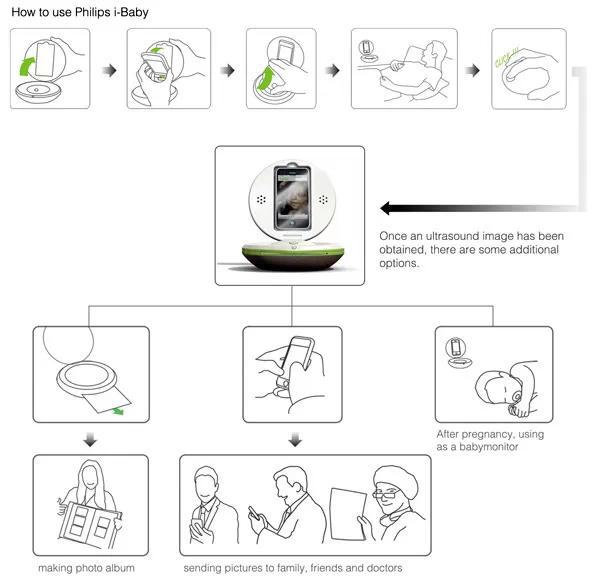 How to use Philips i-Baby
CLICK !!!
Once an ultrasound image has been
obtained, there are some additional
options.
After pregnancy, using
as a babymonitor
making photo album
sending pictures to family, friends and doctors